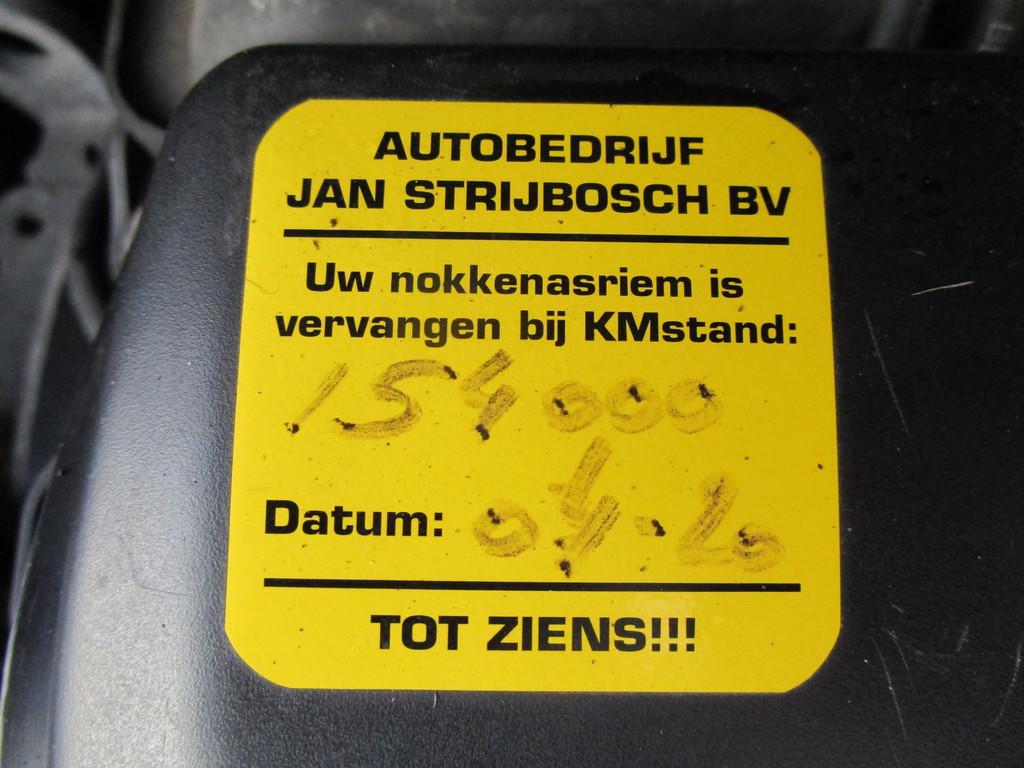 AUTOBEDRIJF
JAN STRIJBOSCH BV
Uw nokkenasriem is
vervangen bij KMstand:
154000
Datum: 04-20
TOT ZIENS!!!